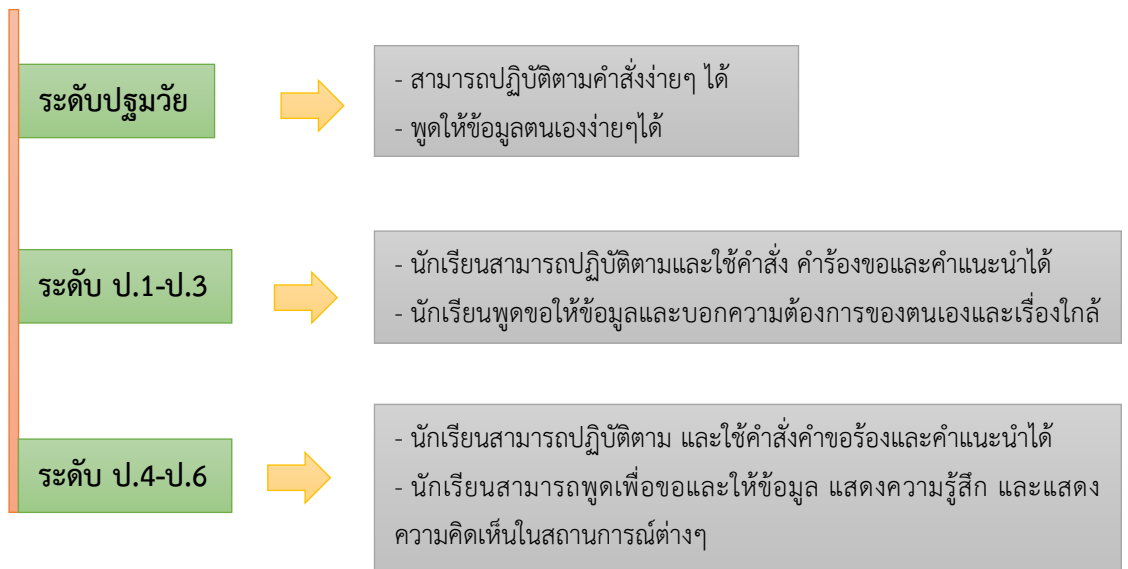 ระดับปฐมวัย
- สามารถปฏิบัติตามคำสั่งง่ายๆ ได้
- พูดให้ข้อมูลตนเองง่ายๆได้
ระดับ ป.1-ป.3
- นักเรียนสามารถปฏิบัติตามและใช้คำสั่ง คำร้องขอและคำแนะนำได้
- นักเรียนพูดขอให้ข้อมูลและบอกความต้องการของตนเองและเรื่องใกล้
ระดับ ป.4-ป.6
- นักเรียนสามารถปฏิบัติตาม และใช้คำสั่งคำขอร้องและคำแนะนำได้
- นักเรียนสามารถพูดเพื่อขอและให้ข้อมูล แสดงความรู้สึก และแสดง
ความคิดเห็นในสถานการณ์ต่างๆ